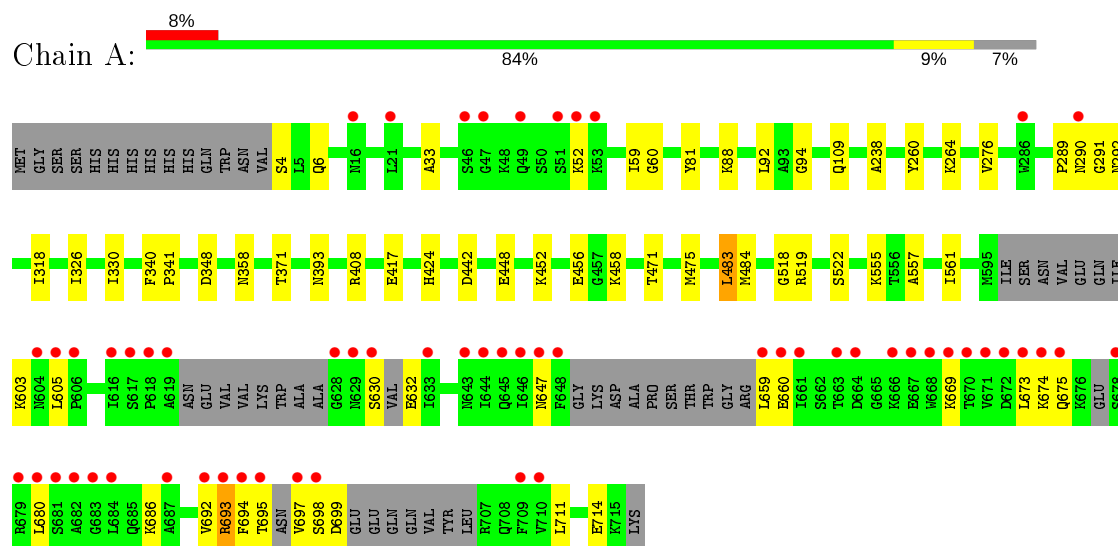 8%
Chain A:
84% 9% 7%
MET GLY SER SER HIS HIS HIS HIS HIS HIS GLN TRP ASN VAL S4 L5 Q6 N16 L21 A33 S46 G47 K48 Q49 S50 S51 K52 K53 I59 G60 Y81 K88 L92 A93 G94 Q109 A238 Y260 K264 V276 W286 P289 N290 G291 N292
I318 I326 I330 F340 P341 D348 N358 T371 N393 R408 E417 H424 D442 E448 K452 E456 G457 K458 T471 M475 L483 M484 G518 R519 S522 K555 T556 A557 I561 M595 ILE SER ASN VAL GLU GLN ILE
K603 N604 L605 P606 I616 S617 P618 A619 ASN GLU VAL VAL LYS TRP ALA ALA G628 N629 S630 VAL E632 I633 N643 I644 Q645 I646 N647 F648 GLY LYS ASP ALA PRO SER THR TRP GLY ARG L659 E660 I661 S662 T663 D664 G665 K666 E667 W668 K669 T670 V671 D672 L673 K674 Q675 K676 GLU S678
R679 L680 S681 A682 G683 L684 Q685 K686 A687 V692 R693 F694 T695 ASN V697 S698 D699 GLU GLU GLN GLN VAL TYR LEU R707 Q708 F709 V710 L711 E714 K715 LYS